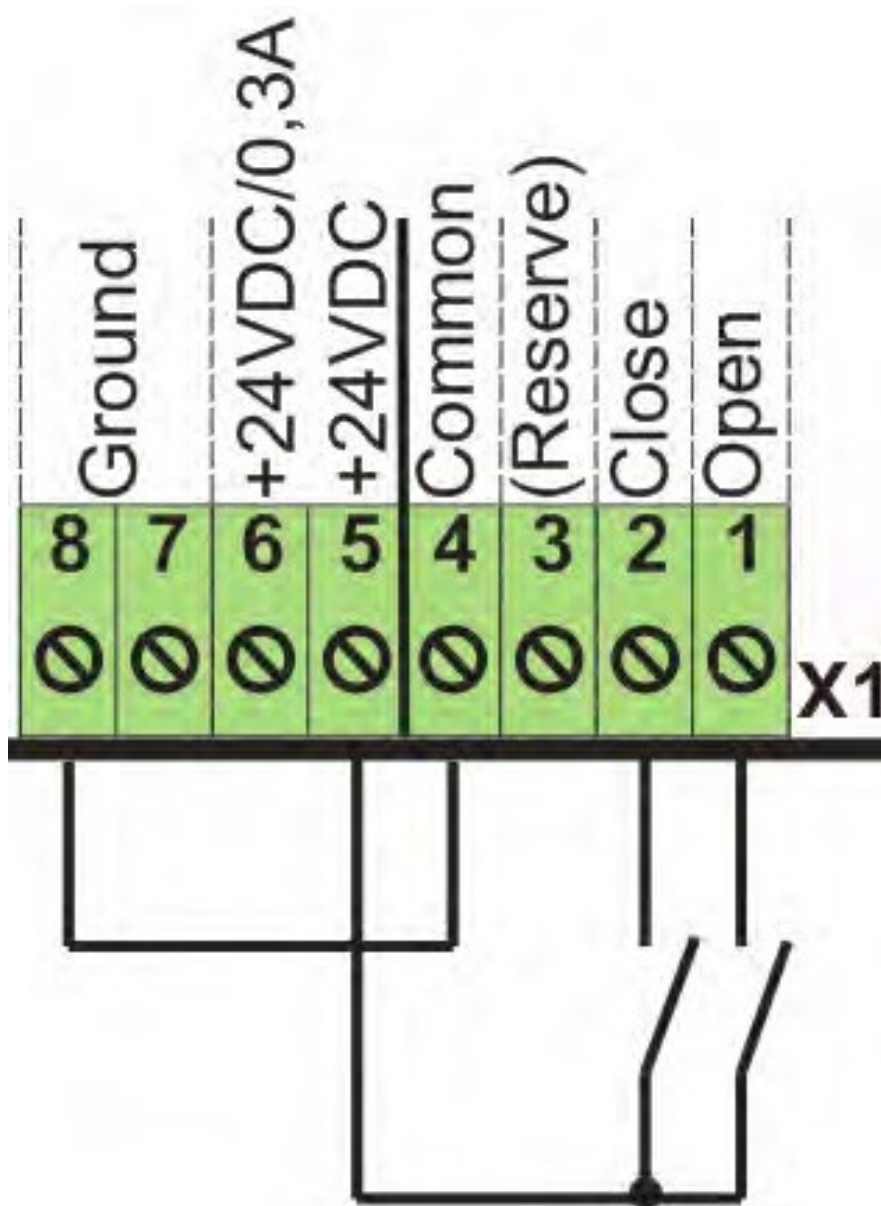 Ground
+24VDC/0,3A
+24VDC
Common
(Reserve)
Close
Open
8 7 6 5 4 3 2 1
X1